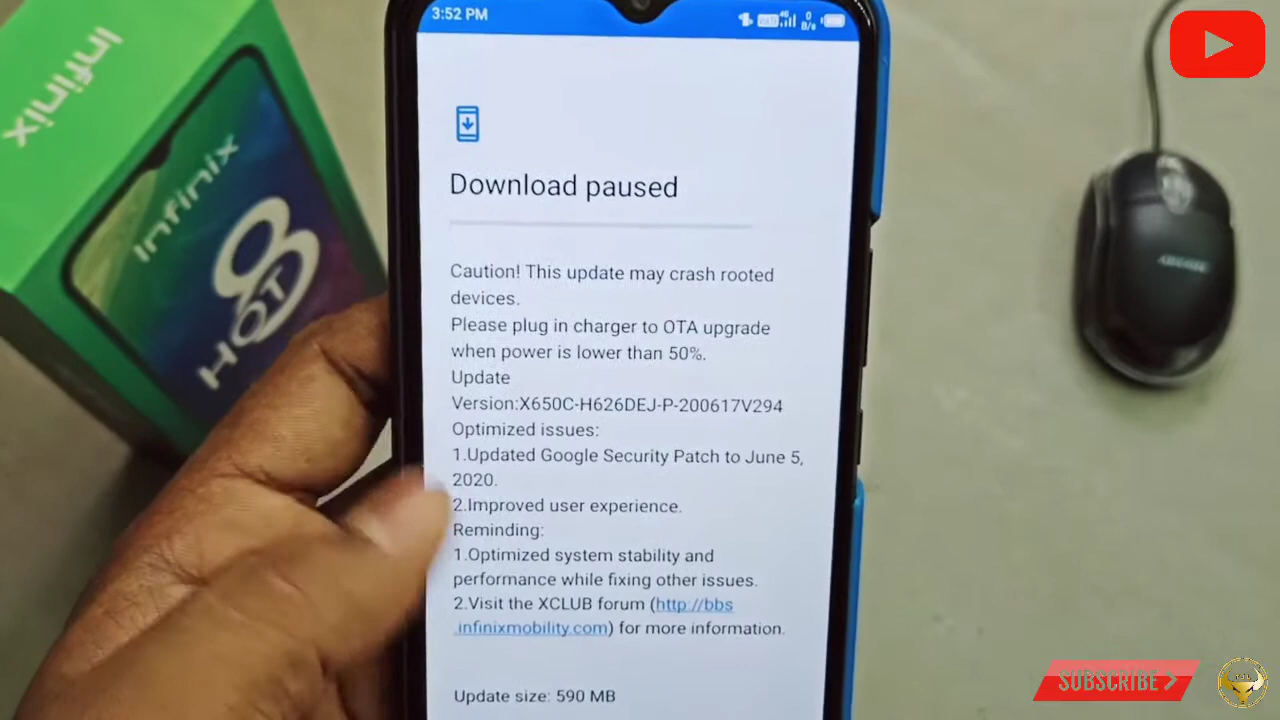 3:52 PM
Infinix
Infinix
HOT 8
Download paused
Caution! This update may crash rooted
devices.
Please plug in charger to OTA upgrade
when power is lower than 50%.
Update
Version:X650C-H626DEJ-P-200617V294
Optimized issues:
1.Updated Google Security Patch to June 5,
2020.
2.Improved user experience.
Reminding:
1.Optimized system stability and
performance while fixing other issues.
2.Visit the XCLUB forum (http://bbs
.infinixmobility.com) for more information.
Update size: 590 MB
SUBSCRIBE